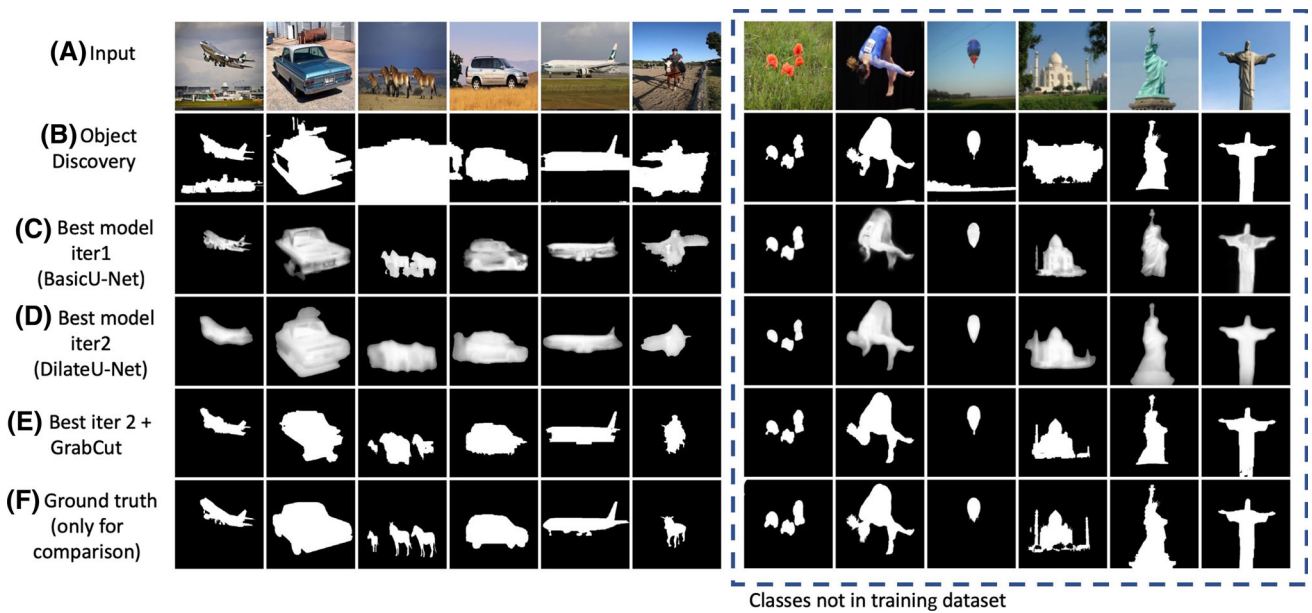 (A) Input
(B) Object
Discovery
(C) Best model
iter1
(BasicU-Net)
(D) Best model
iter2
(DilateU-Net)
(E) Best iter 2 +
GrabCut
(F) Ground truth
(only for
comparison)
Classes not in training dataset